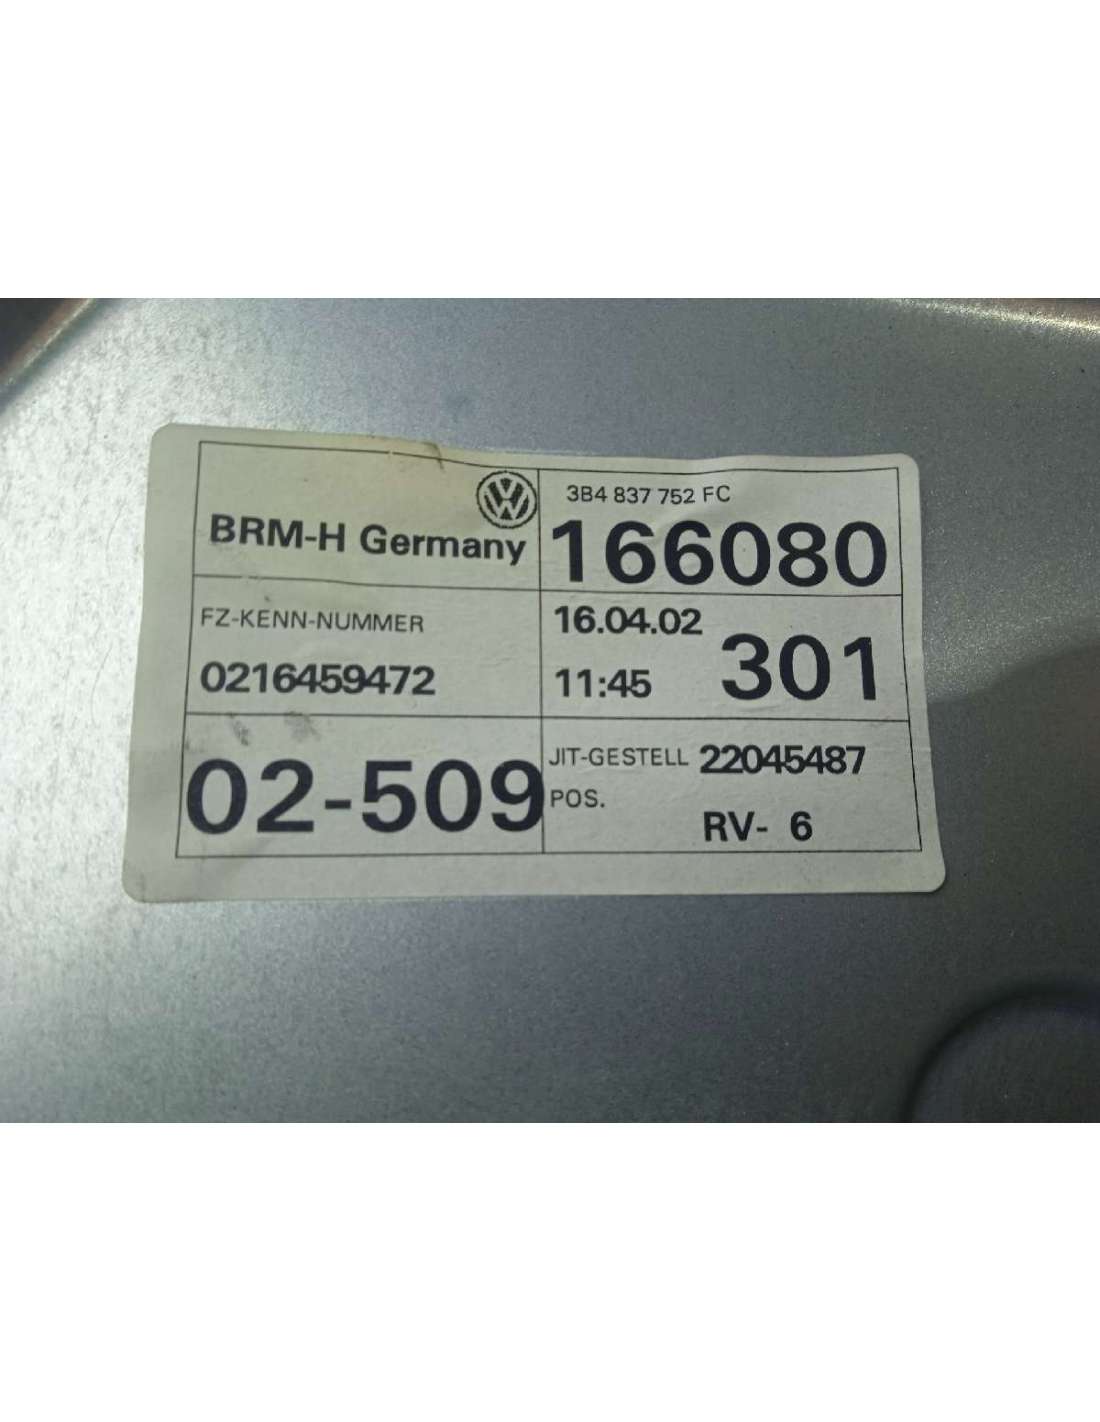 BRM-H Germany
3B4 837 752 FC
166080
FZ-KENN-NUMMER
0216459472
16.04.02
11:45
301
02-509
JIT-GESTELL 22045487
POS.
RV- 6